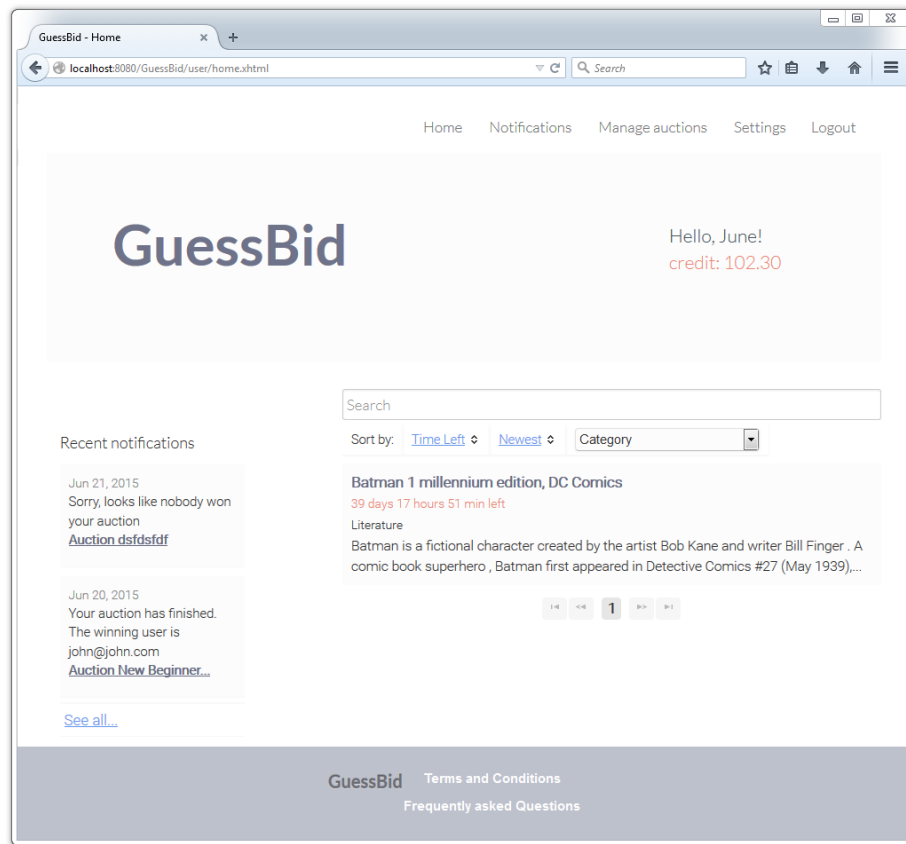 GuessBid - Home
localhost:8080/GuessBid/user/home.xhtml
Search
Home Notifications Manage auctions Settings Logout
GuessBid
Hello, June!
credit: 102.30
Search
Sort by: Time Left Newest Category
Recent notifications
Jun 21, 2015
Sorry, looks like nobody won
your auction
Auction dsfdsfdf
Jun 20, 2015
Your auction has finished.
The winning user is
john@john.com
Auction New Beginner...
See all...
Batman 1 millennium edition, DC Comics
39 days 17 hours 51 min left
Literature
Batman is a fictional character created by the artist Bob Kane and writer Bill Finger . A
comic book superhero , Batman first appeared in Detective Comics #27 (May 1939),...
1
GuessBid Terms and Conditions
Frequently asked Questions